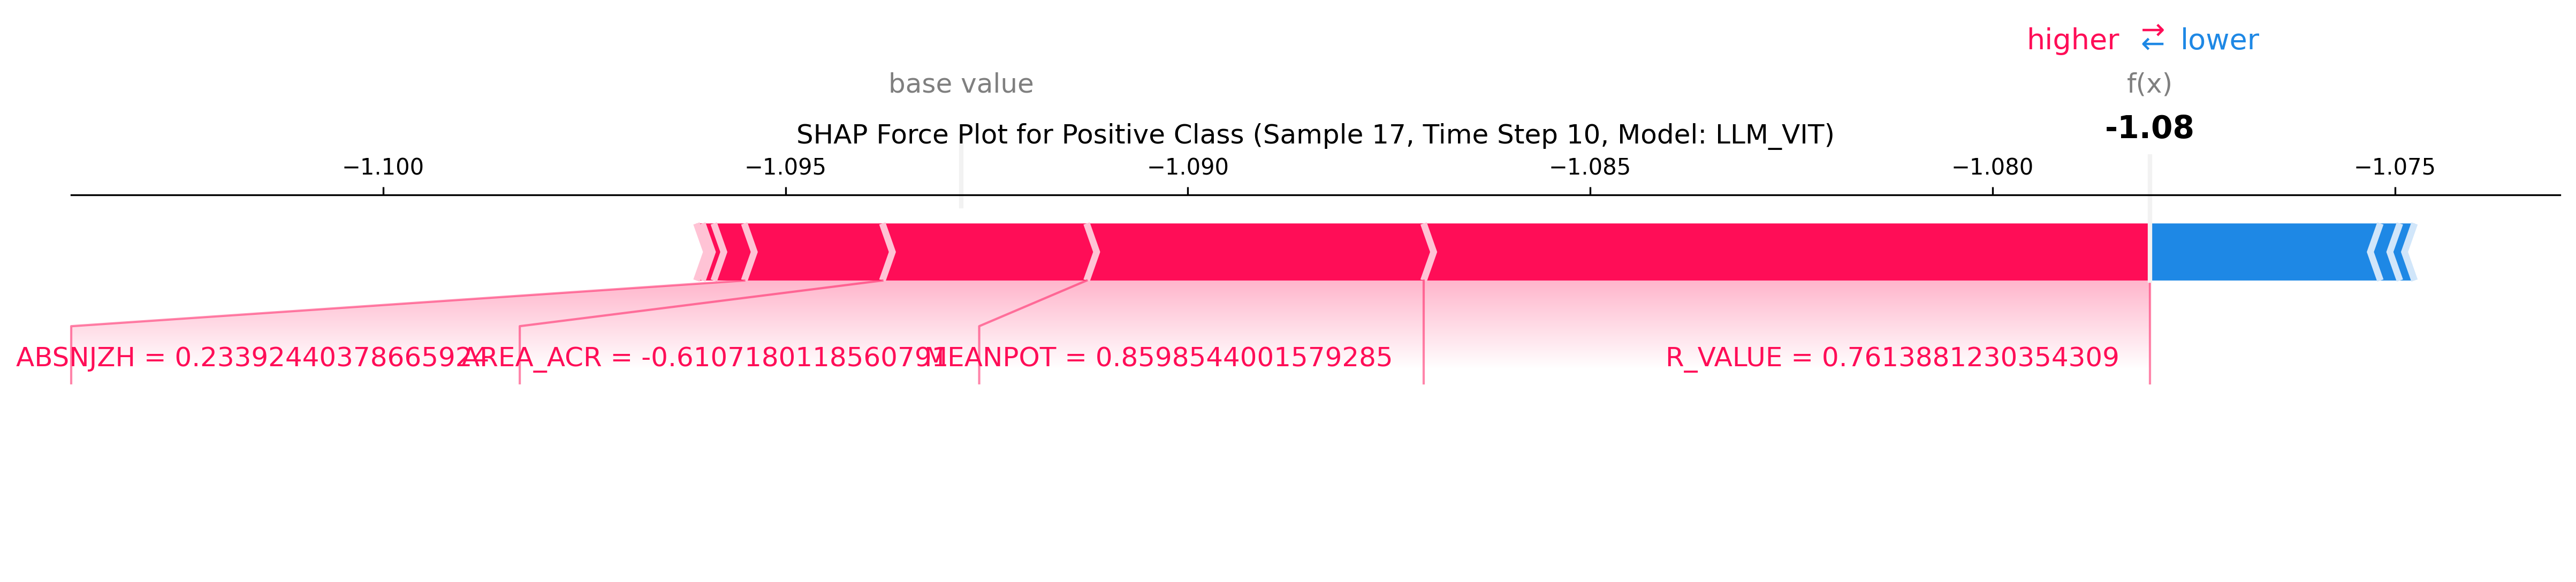 higher ⇄ lower
base value
f(x)
SHAP Force Plot for Positive Class (Sample 17, Time Step 10, Model: LLM_VIT)
-1.08
−1.100 −1.095 −1.090 −1.085 −1.080 −1.075
ABSNJZH = 0.2339244037866592 AREA_ACR = -0.610718011856079 MEANPOT = 0.8598544001579285 R_VALUE = 0.7613881230354309